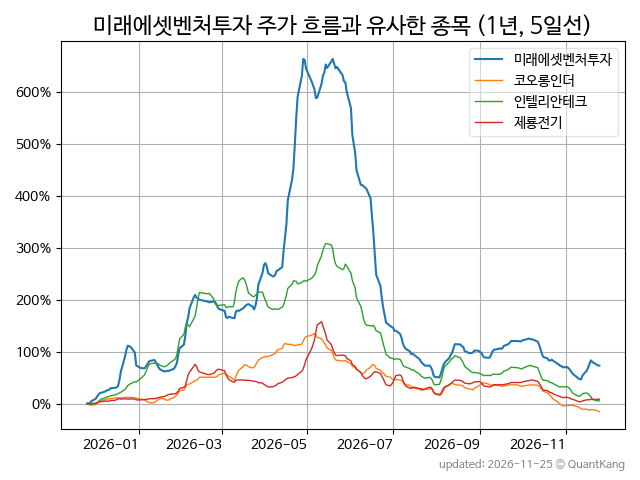 미래에셋벤처투자 주가 흐름과 유사한 종목 (1년, 5일선)
미래에셋벤처투자
코오롱인더
인텔리안테크
제룡전기
600%
500%
400%
300%
200%
100%
0%
2026-01 2026-03 2026-05 2026-07 2026-09 2026-11
updated: 2026-11-25 © QuantKang